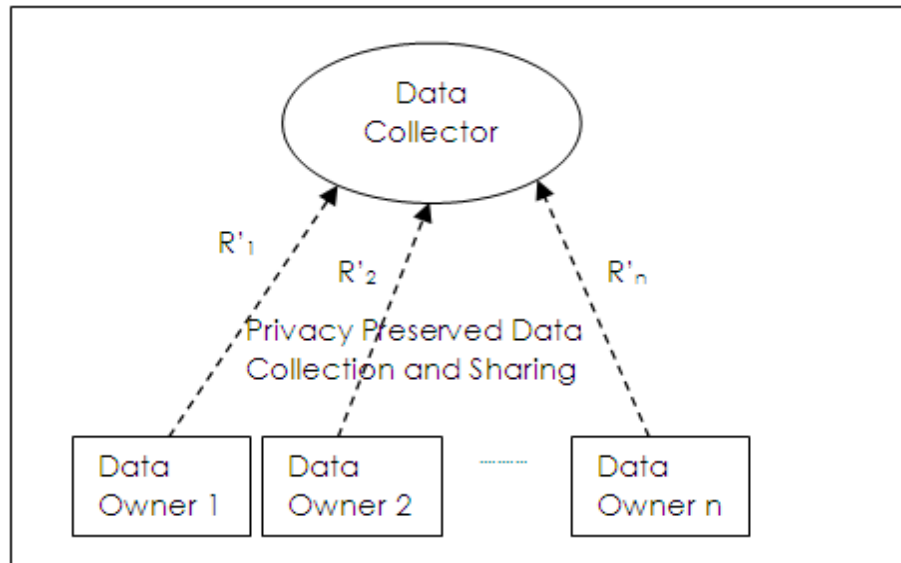 Data
Collector
R'₁
R'₂
R'ₙ
Privacy Preserved Data
Collection and Sharing
Data
Owner 1
Data
Owner 2
........
Data
Owner n